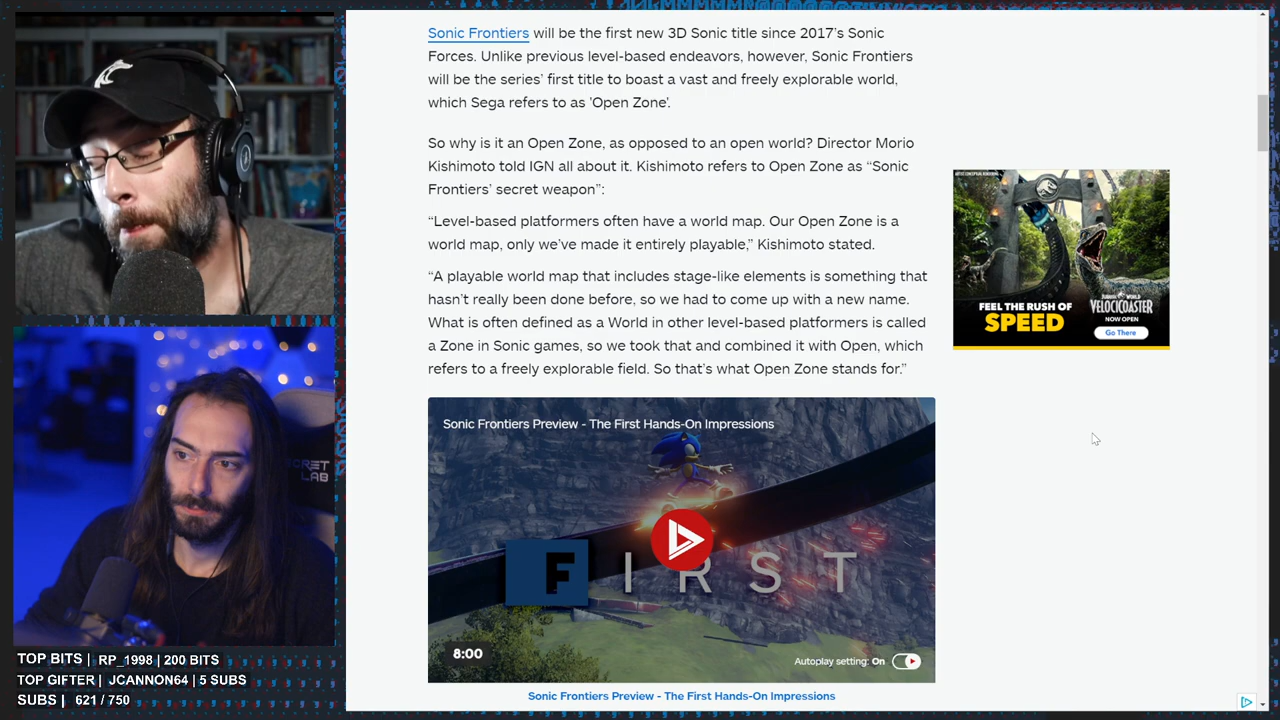 Sonic Frontiers will be the first new 3D Sonic title since 2017's Sonic
Forces. Unlike previous level-based endeavors, however, Sonic Frontiers
will be the series' first title to boast a vast and freely explorable world,
which Sega refers to as 'Open Zone'.
So why is it an Open Zone, as opposed to an open world? Director Morio
Kishimoto told IGN all about it. Kishimoto refers to Open Zone as “Sonic
Frontiers’ secret weapon”:
“Level-based platformers often have a world map. Our Open Zone is a
world map, only we’ve made it entirely playable,” Kishimoto stated.
“A playable world map that includes stage-like elements is something that
hasn’t really been done before, so we had to come up with a new name.
What is often defined as a World in other level-based platformers is called
a Zone in Sonic games, so we took that and combined it with Open, which
refers to a freely explorable field. So that’s what Open Zone stands for.”
Sonic Frontiers Preview - The First Hands-On Impressions
F I R S T
8:00
Autoplay setting: On
Sonic Frontiers Preview - The First Hands-On Impressions
ARTIST CONCEPTUAL RENDERING
FEEL THE RUSH OF
SPEED
JURASSIC WORLD
VELOCICOASTER
NOW OPEN
Go There
CRET
LAB
TOP BITS | RP_1998 | 200 BITS
TOP GIFTER | JCANNON64 | 5 SUBS
SUBS | 621 / 750